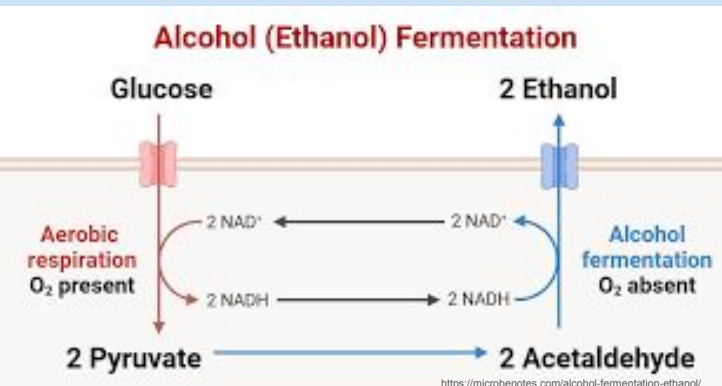 Alcohol (Ethanol) Fermentation
Glucose
2 Ethanol
2 NAD⁺
2 NAD⁺
Aerobic
respiration
O₂ present
Alcohol
fermentation
O₂ absent
2 NADH
2 NADH
2 Pyruvate
2 Acetaldehyde
https://microbenotes.com/alcohol-fermentation-ethanol/